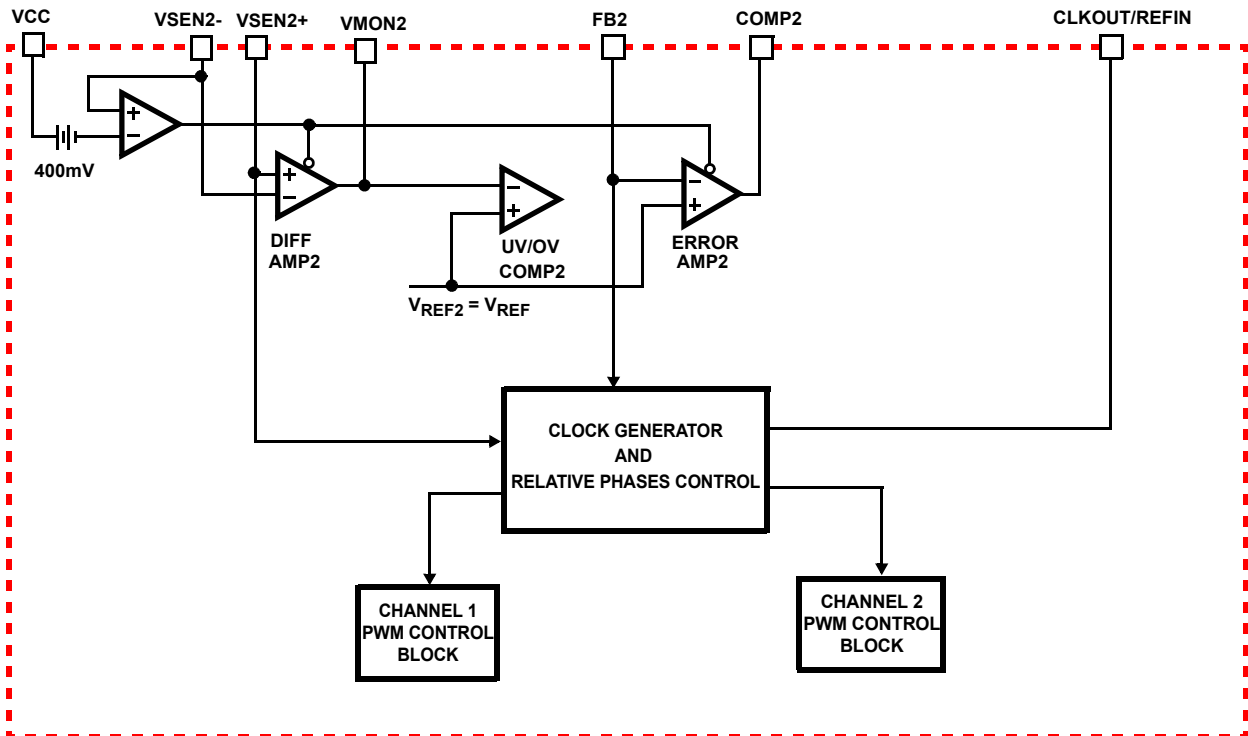 VCC
VSEN2-
VSEN2+
VMON2
FB2
COMP2
CLKOUT/REFIN
+
−
400mV
+
−
DIFF
AMP2
−
+
UV/OV
COMP2
−
+
ERROR
AMP2
VREF2 = VREF
CLOCK GENERATOR
AND
RELATIVE PHASES CONTROL
CHANNEL 1
PWM CONTROL
BLOCK
CHANNEL 2
PWM CONTROL
BLOCK